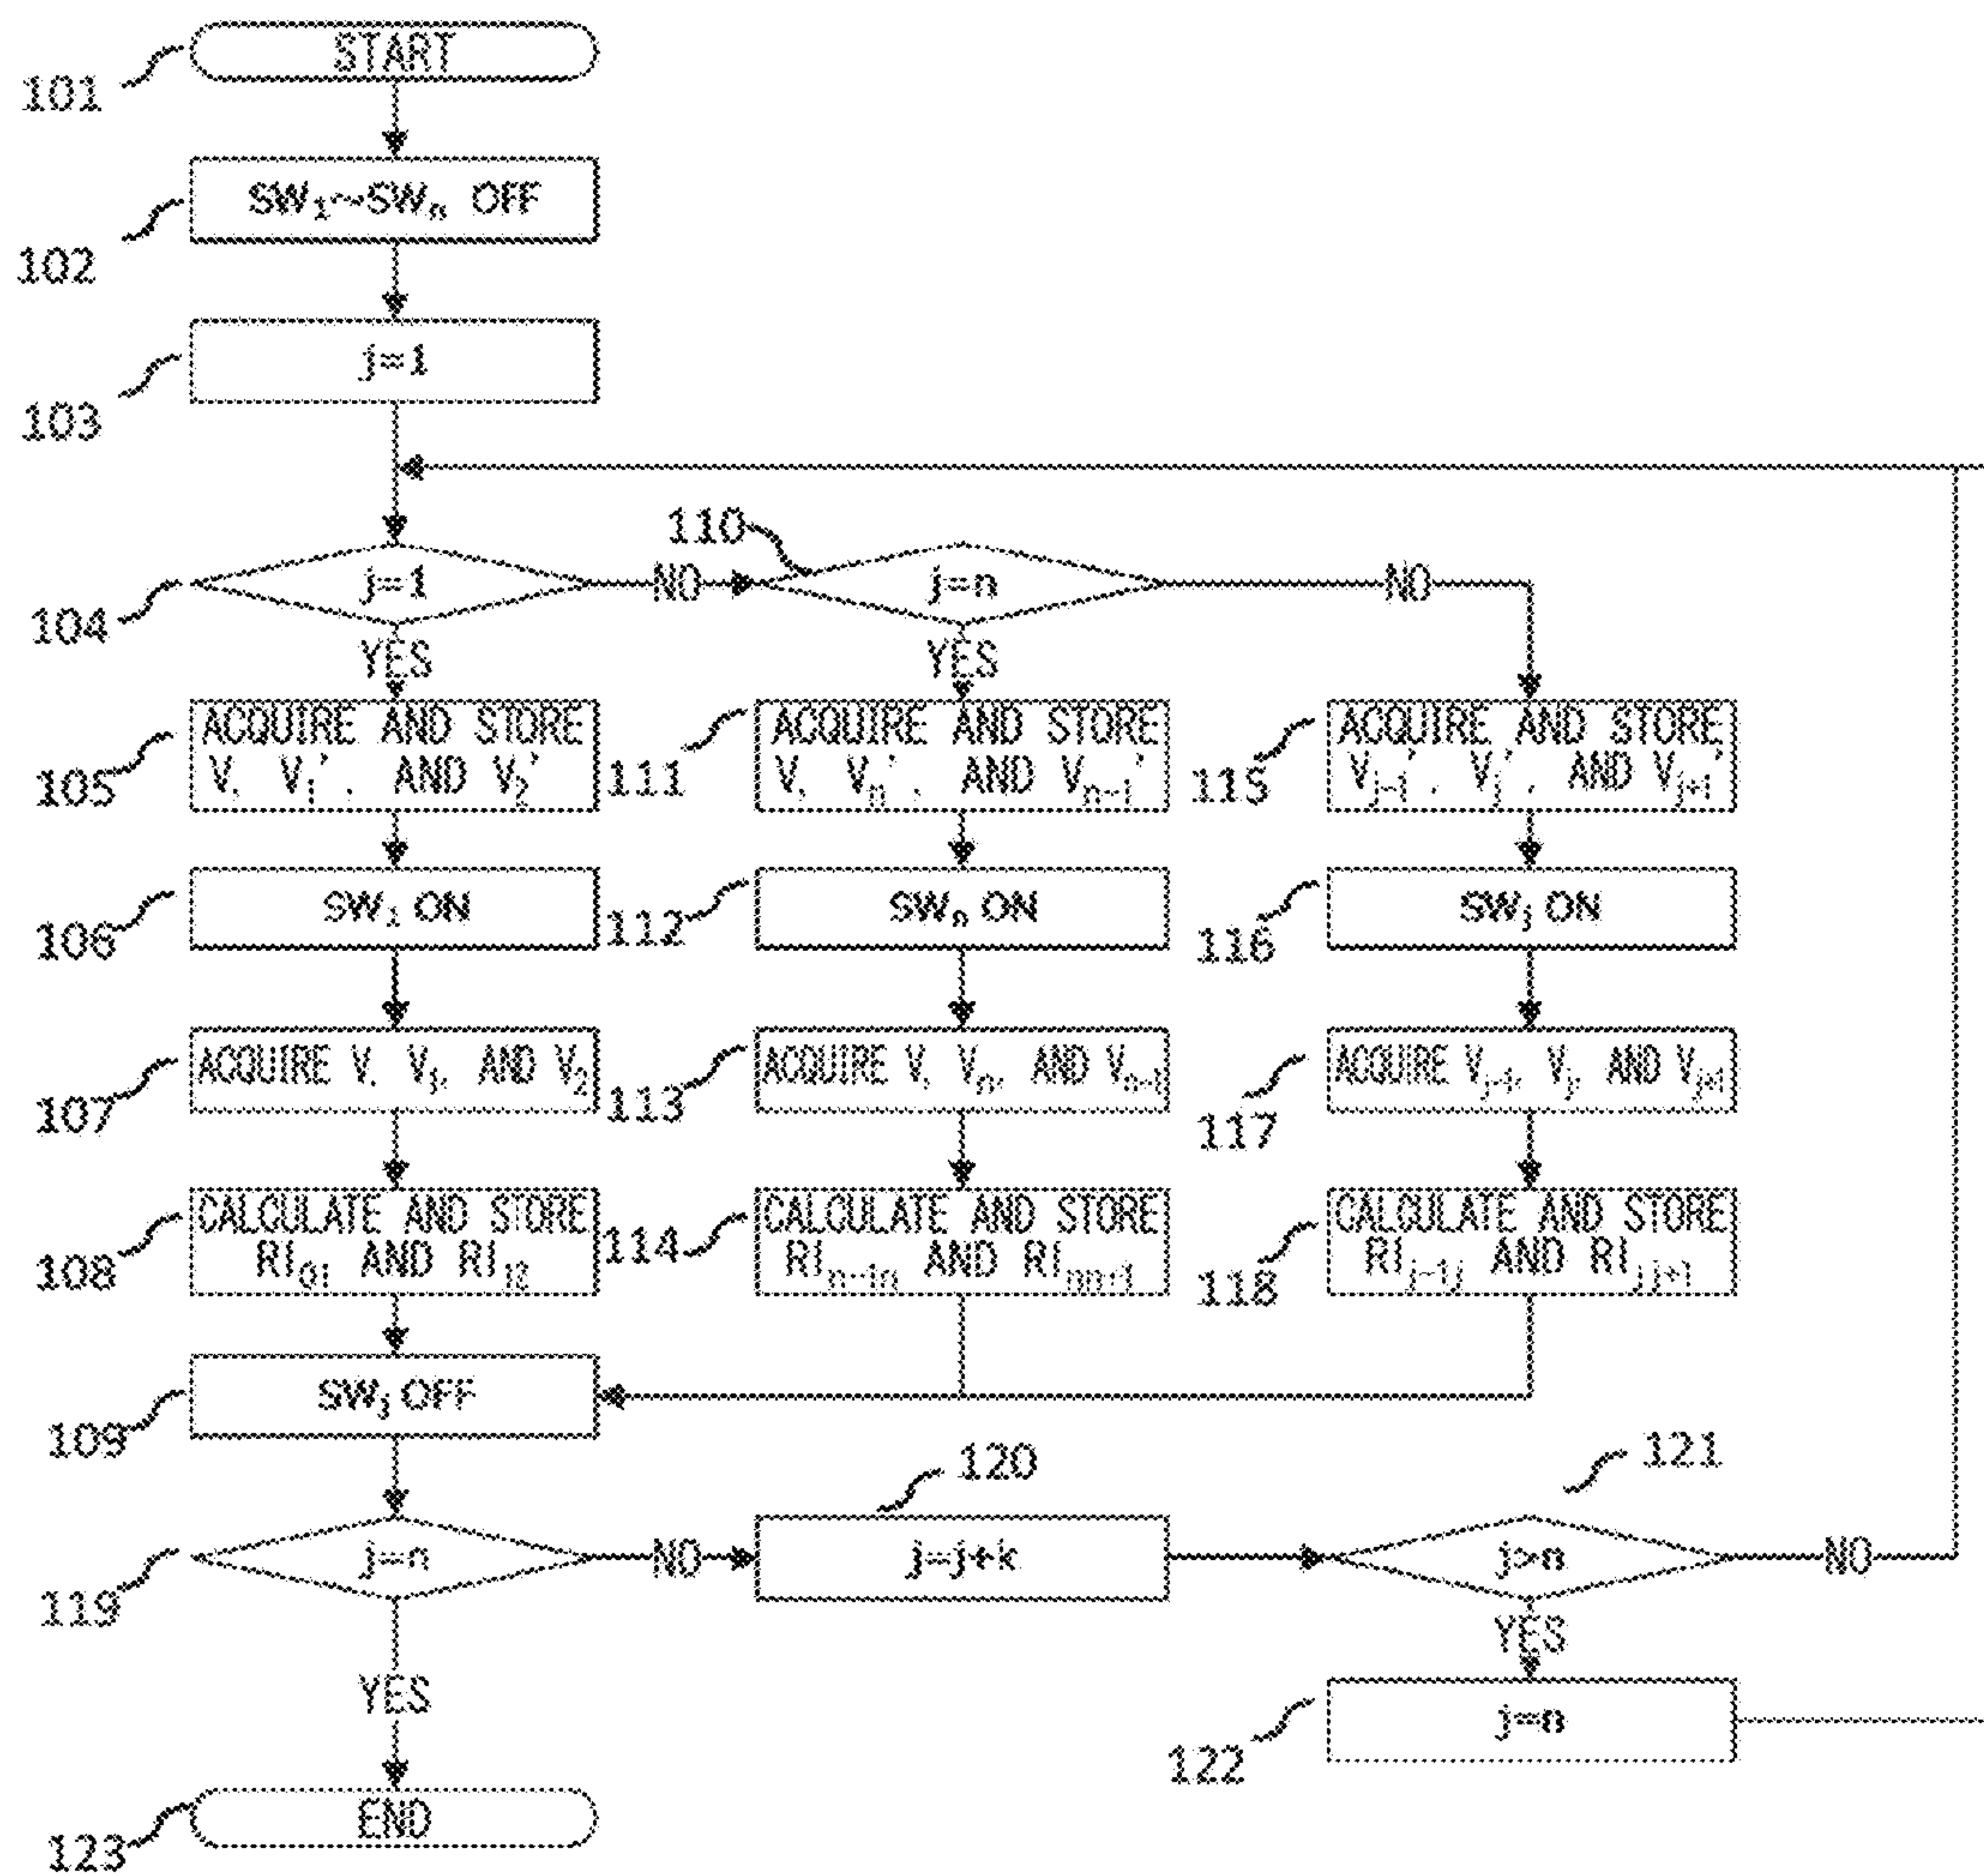 101
START
102
SW₁~SWₙ OFF
103
j=1
104
j=1
NO
110
j=n
NO
YES
YES
105
ACQUIRE AND STORE
V, V₁', AND V₂'
111
ACQUIRE AND STORE
V, Vₙ', AND Vₙ₋₁'
115
ACQUIRE AND STORE
Vⱼ₋₁', Vⱼ', AND Vⱼ₊₁'
106
SW₁ ON
112
SWₙ ON
116
SWⱼ ON
107
ACQUIRE V, V₁, AND V₂
113
ACQUIRE V, Vₙ, AND Vₙ₋₁
117
ACQUIRE Vⱼ₋₁, Vⱼ, AND Vⱼ₊₁
108
CALCULATE AND STORE
RI₀₁ AND RI₁₂
114
CALCULATE AND STORE
RIₙ₋₁ₙ AND RIₙₙ₊₁
118
CALCULATE AND STORE
RIⱼ₋₁ⱼ AND RIⱼⱼ₊₁
109
SWⱼ OFF
119
j=n
NO
120
j=j+k
121
j>n
NO
YES
YES
122
j=n
123
END